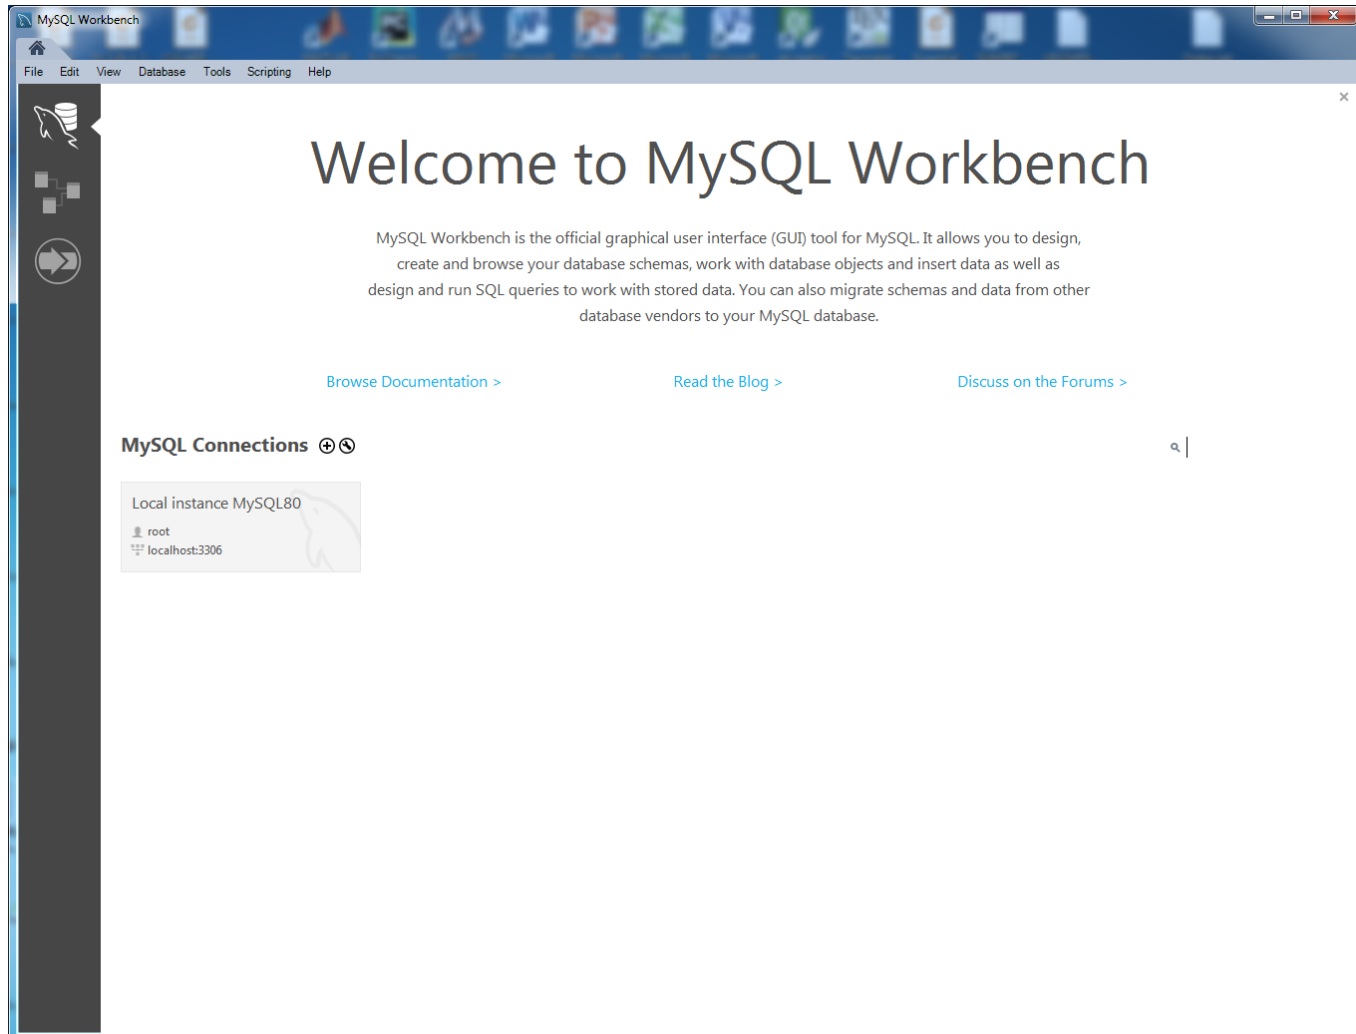 MySQL Workbench
File Edit View Database Tools Scripting Help
Welcome to MySQL Workbench
MySQL Workbench is the official graphical user interface (GUI) tool for MySQL. It allows you to design,
create and browse your database schemas, work with database objects and insert data as well as
design and run SQL queries to work with stored data. You can also migrate schemas and data from other
database vendors to your MySQL database.
Browse Documentation > Read the Blog > Discuss on the Forums >
MySQL Connections
Local instance MySQL80
root
localhost:3306